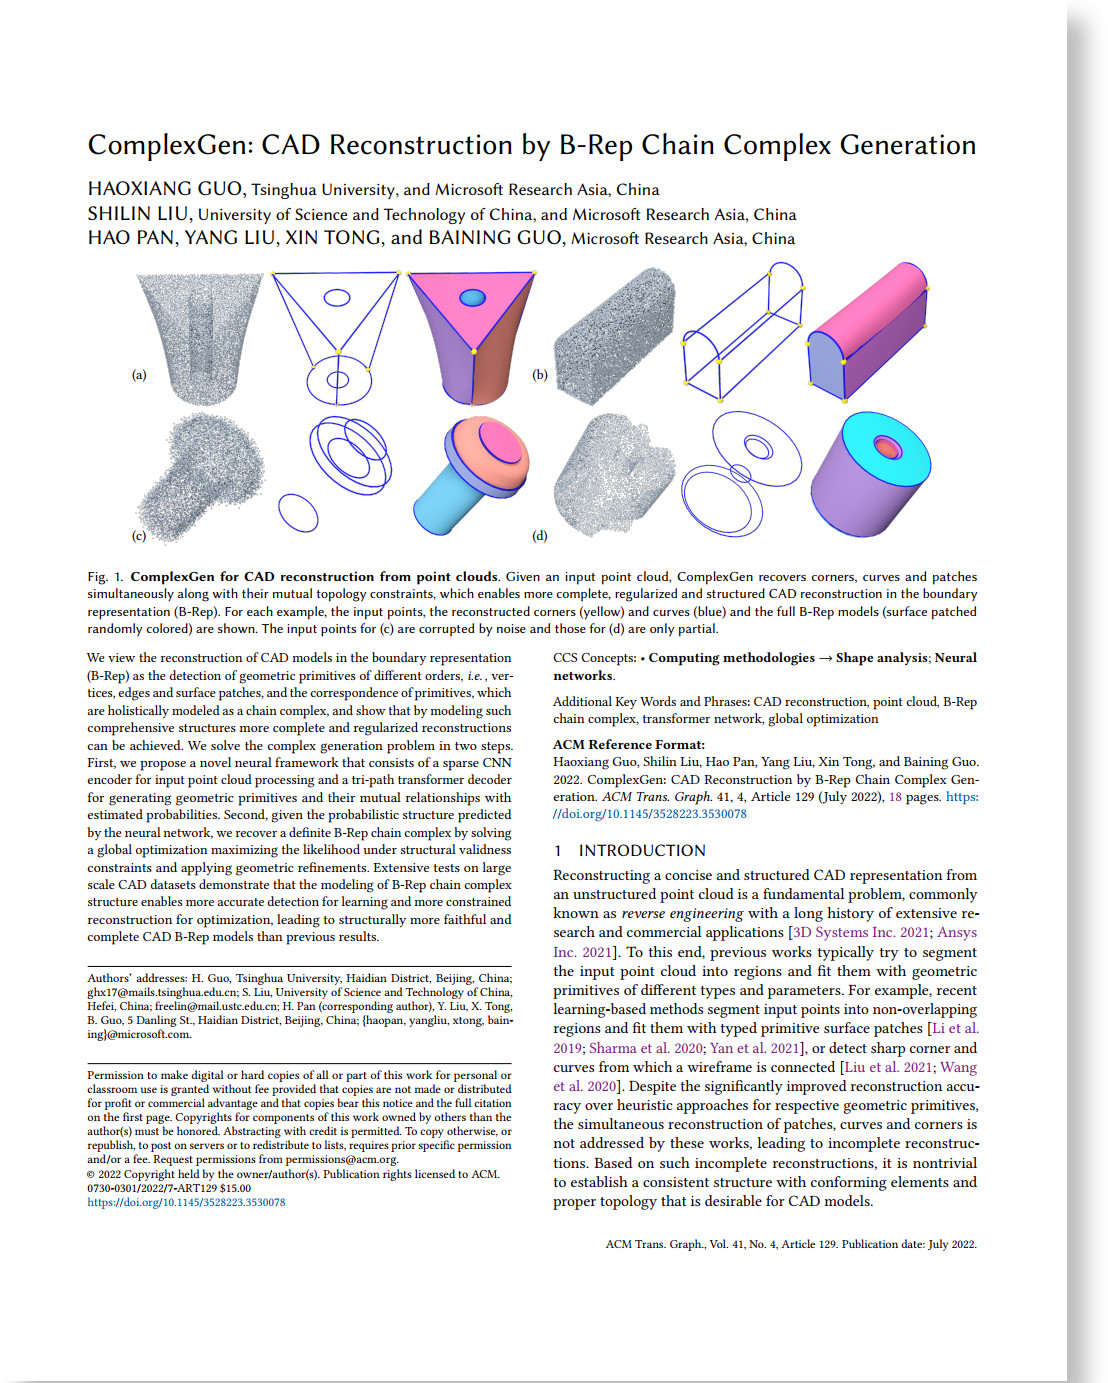 ComplexGen: CAD Reconstruction by B-Rep Chain Complex Generation
HAOXIANG GUO, Tsinghua University, and Microsoft Research Asia, China
SHILIN LIU, University of Science and Technology of China, and Microsoft Research Asia, China
HAO PAN, YANG LIU, XIN TONG, and BAINING GUO, Microsoft Research Asia, China
(a)
(b)
(c)
(d)
Fig. 1. ComplexGen for CAD reconstruction from point clouds. Given an input point cloud, ComplexGen recovers corners, curves and patches
simultaneously along with their mutual topology constraints, which enables more complete, regularized and structured CAD reconstruction in the boundary
representation (B-Rep). For each example, the input points, the reconstructed corners (yellow) and curves (blue) and the full B-Rep models (surface patched
randomly colored) are shown. The input points for (c) are corrupted by noise and those for (d) are only partial.
We view the reconstruction of CAD models in the boundary representation
(B-Rep) as the detection of geometric primitives of different orders, i.e., ver-
tices, edges and surface patches, and the correspondence of primitives, which
are holistically modeled as a chain complex, and show that by modeling such
comprehensive structures more complete and regularized reconstructions
can be achieved. We solve the complex generation problem in two steps.
First, we propose a novel neural framework that consists of a sparse CNN
encoder for input point cloud processing and a tri-path transformer decoder
for generating geometric primitives and their mutual relationships with
estimated probabilities. Second, given the probabilistic structure predicted
by the neural network, we recover a definite B-Rep chain complex by solving
a global optimization maximizing the likelihood under structural validness
constraints and applying geometric refinements. Extensive tests on large
scale CAD datasets demonstrate that the modeling of B-Rep chain complex
structure enables more accurate detection for learning and more constrained
reconstruction for optimization, leading to structurally more faithful and
complete CAD B-Rep models than previous results.
Authors' addresses: H. Guo, Tsinghua University, Haidian District, Beijing, China;
ghx17@mails.tsinghua.edu.cn; S. Liu, University of Science and Technology of China,
Hefei, China; freelin@mail.ustc.edu.cn; H. Pan (corresponding author), Y. Liu, X. Tong,
B. Guo, 5 Danling St., Haidian District, Beijing, China; {haopan, yangliu, xtong, bain-
ing}@microsoft.com.
Permission to make digital or hard copies of all or part of this work for personal or
classroom use is granted without fee provided that copies are not made or distributed
for profit or commercial advantage and that copies bear this notice and the full citation
on the first page. Copyrights for components of this work owned by others than the
author(s) must be honored. Abstracting with credit is permitted. To copy otherwise, or
republish, to post on servers or to redistribute to lists, requires prior specific permission
and/or a fee. Request permissions from permissions@acm.org.
© 2022 Copyright held by the owner/author(s). Publication rights licensed to ACM.
0730-0301/2022/7-ART129 $15.00
https://doi.org/10.1145/3528223.3530078
CCS Concepts: • Computing methodologies → Shape analysis; Neural
networks.
Additional Key Words and Phrases: CAD reconstruction, point cloud, B-Rep
chain complex, transformer network, global optimization
ACM Reference Format:
Haoxiang Guo, Shilin Liu, Hao Pan, Yang Liu, Xin Tong, and Baining Guo.
2022. ComplexGen: CAD Reconstruction by B-Rep Chain Complex Gen-
eration. ACM Trans. Graph. 41, 4, Article 129 (July 2022), 18 pages. https:
//doi.org/10.1145/3528223.3530078
1 INTRODUCTION
Reconstructing a concise and structured CAD representation from
an unstructured point cloud is a fundamental problem, commonly
known as reverse engineering with a long history of extensive re-
search and commercial applications [3D Systems Inc. 2021; Ansys
Inc. 2021]. To this end, previous works typically try to segment
the input point cloud into regions and fit them with geometric
primitives of different types and parameters. For example, recent
learning-based methods segment input points into non-overlapping
regions and fit them with typed primitive surface patches [Li et al.
2019; Sharma et al. 2020; Yan et al. 2021], or detect sharp corner and
curves from which a wireframe is connected [Liu et al. 2021; Wang
et al. 2020]. Despite the significantly improved reconstruction accu-
racy over heuristic approaches for respective geometric primitives,
the simultaneous reconstruction of patches, curves and corners is
not addressed by these works, leading to incomplete reconstruc-
tions. Based on such incomplete reconstructions, it is nontrivial
to establish a consistent structure with conforming elements and
proper topology that is desirable for CAD models.
ACM Trans. Graph., Vol. 41, No. 4, Article 129. Publication date: July 2022.